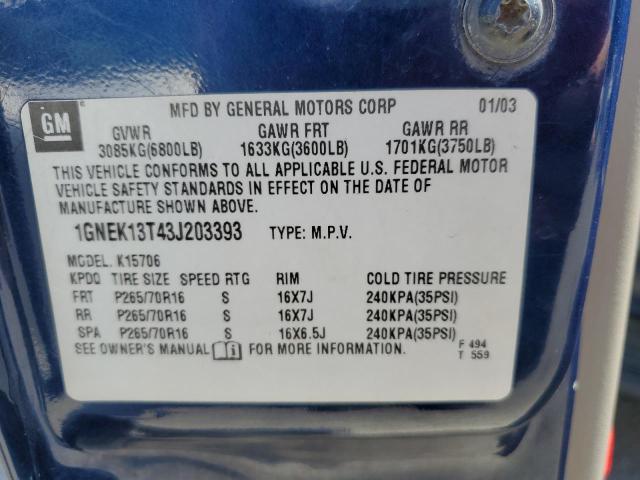 GM
MFD BY GENERAL MOTORS CORP 01/03
GVWR GAWR FRT GAWR RR
3085KG(6800LB) 1633KG(3600LB) 1701KG(3750LB)
THIS VEHICLE CONFORMS TO ALL APPLICABLE U.S. FEDERAL MOTOR
VEHICLE SAFETY STANDARDS IN EFFECT ON THE DATE OF
MANUFACTURE SHOWN ABOVE.
1GNEK13T43J203393 TYPE: M.P.V.
MODEL: K15706
KPDQ TIRE SIZE SPEED RTG RIM COLD TIRE PRESSURE
FRT P265/70R16 S 16X7J 240KPA(35PSI)
RR P265/70R16 S 16X7J 240KPA(35PSI)
SPA P265/70R16 S 16X6.5J 240KPA(35PSI)
SEE OWNER'S MANUAL i FOR MORE INFORMATION. F 494
T 559